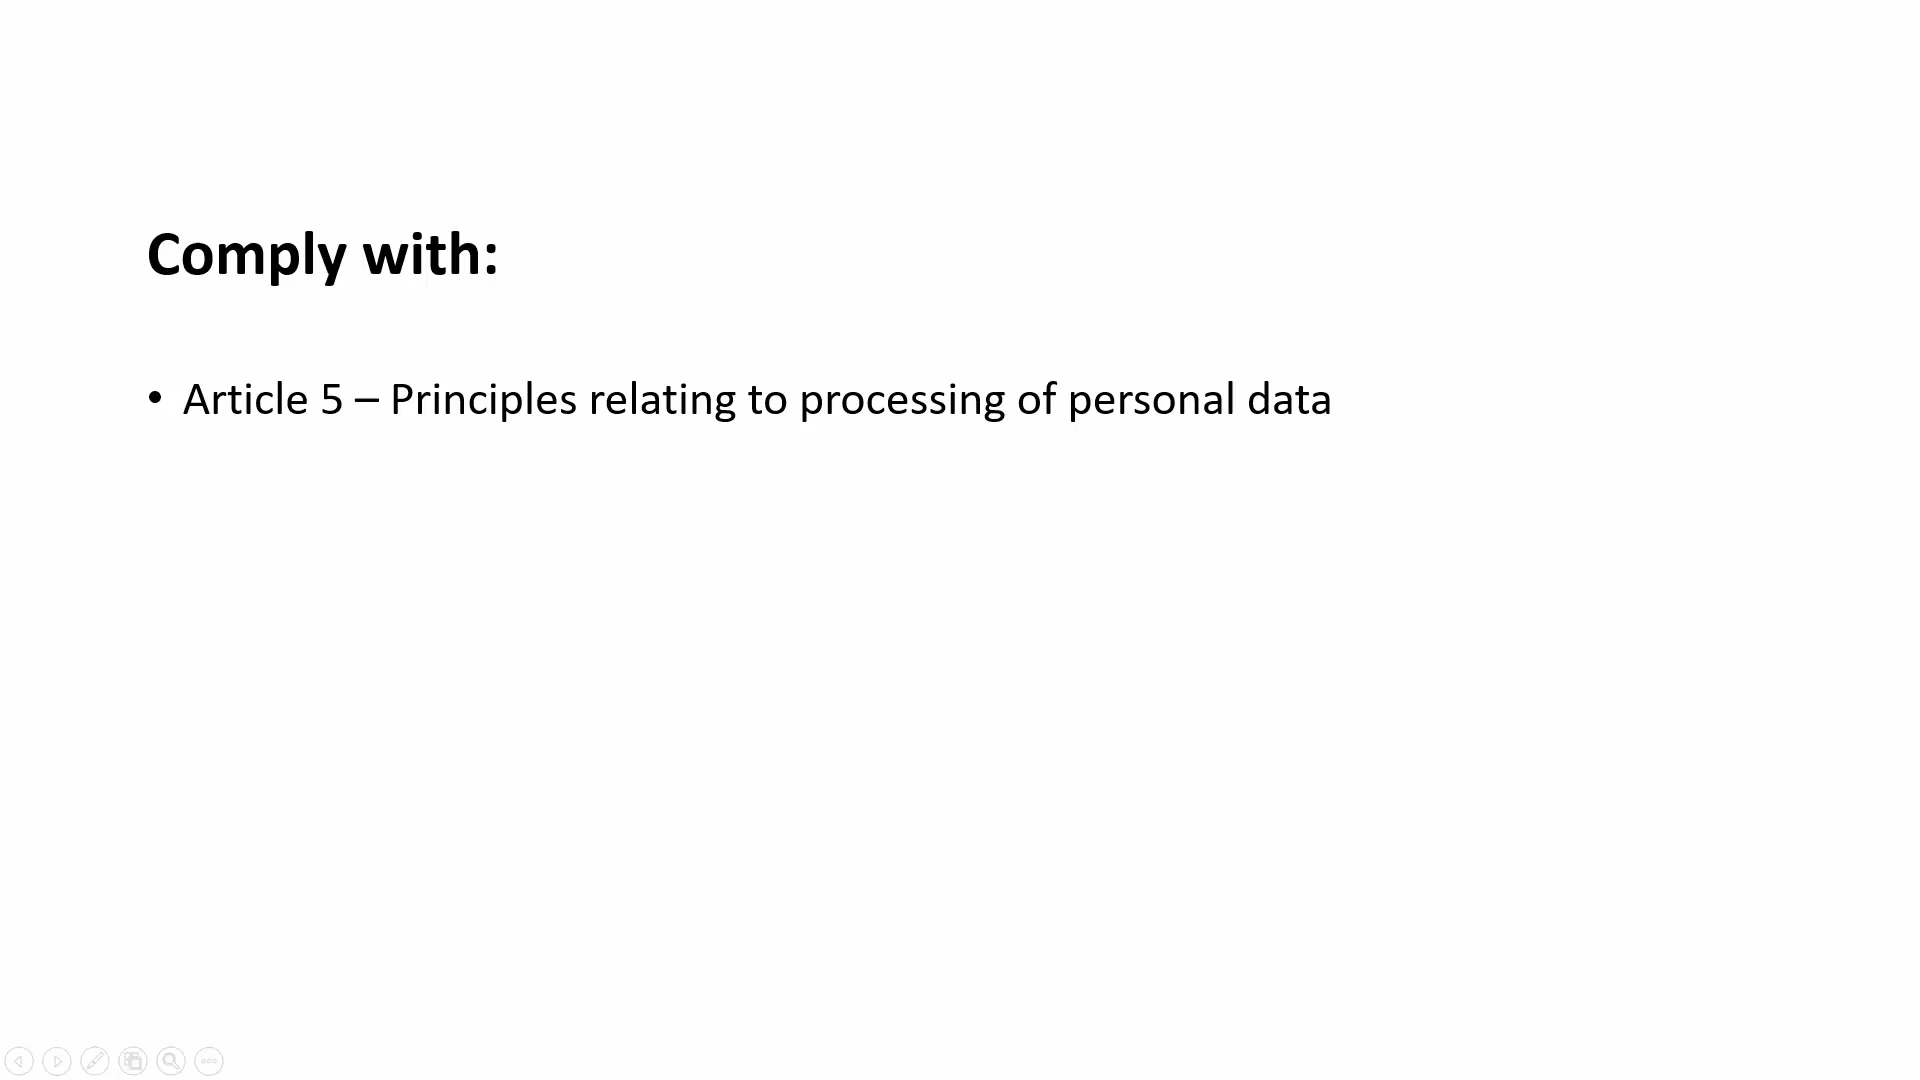 Comply with:
• Article 5 – Principles relating to processing of personal data